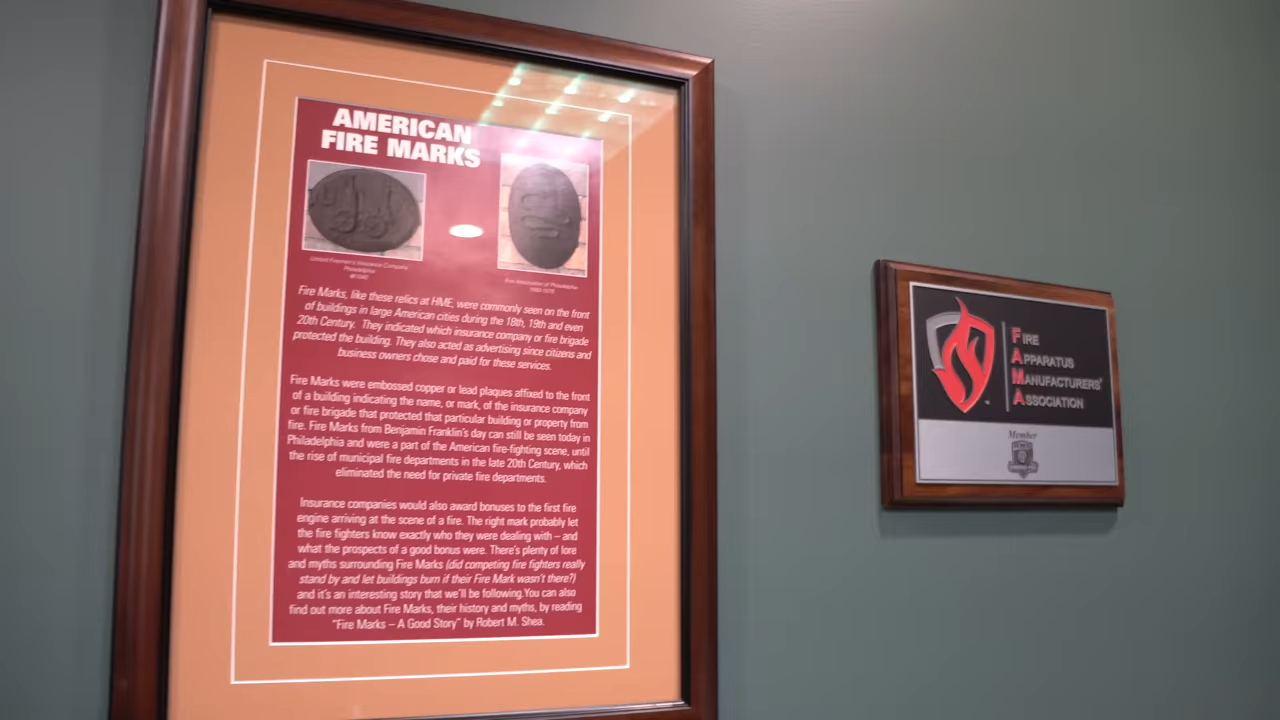 AMERICAN
FIRE MARKS
United Firemen's Insurance Company
Philadelphia
Fire Association of Philadelphia
Fire Marks, like these relics at HME, were commonly seen on the front
of buildings in large American cities during the 18th, 19th and even
20th Century. They indicated which insurance company or fire brigade
protected the building. They also acted as advertising since citizens and
business owners chose and paid for these services.
Fire Marks were embossed copper or lead plaques affixed to the front
of a building indicating the name, or mark, of the insurance company
or fire brigade that protected that particular building or property from
fire. Fire Marks from Benjamin Franklin's day can still be seen today in
Philadelphia and were a part of the American fire-fighting scene, until
the rise of municipal fire departments in the late 20th Century, which
eliminated the need for private fire departments.
Insurance companies would also award bonuses to the first fire
engine arriving at the scene of a fire. The right mark probably let
the fire fighters know exactly who they were dealing with – and
what the prospects of a good bonus were. There's plenty of lore
and myths surrounding Fire Marks (did competing fire fighters really
stand by and let buildings burn if their Fire Mark wasn't there?)
and it's an interesting story that we'll be following.You can also
find out more about Fire Marks, their history and myths, by reading
"Fire Marks – A Good Story" by Robert M. Shea.
FIRE
APPARATUS
MANUFACTURERS'
ASSOCIATION
Member